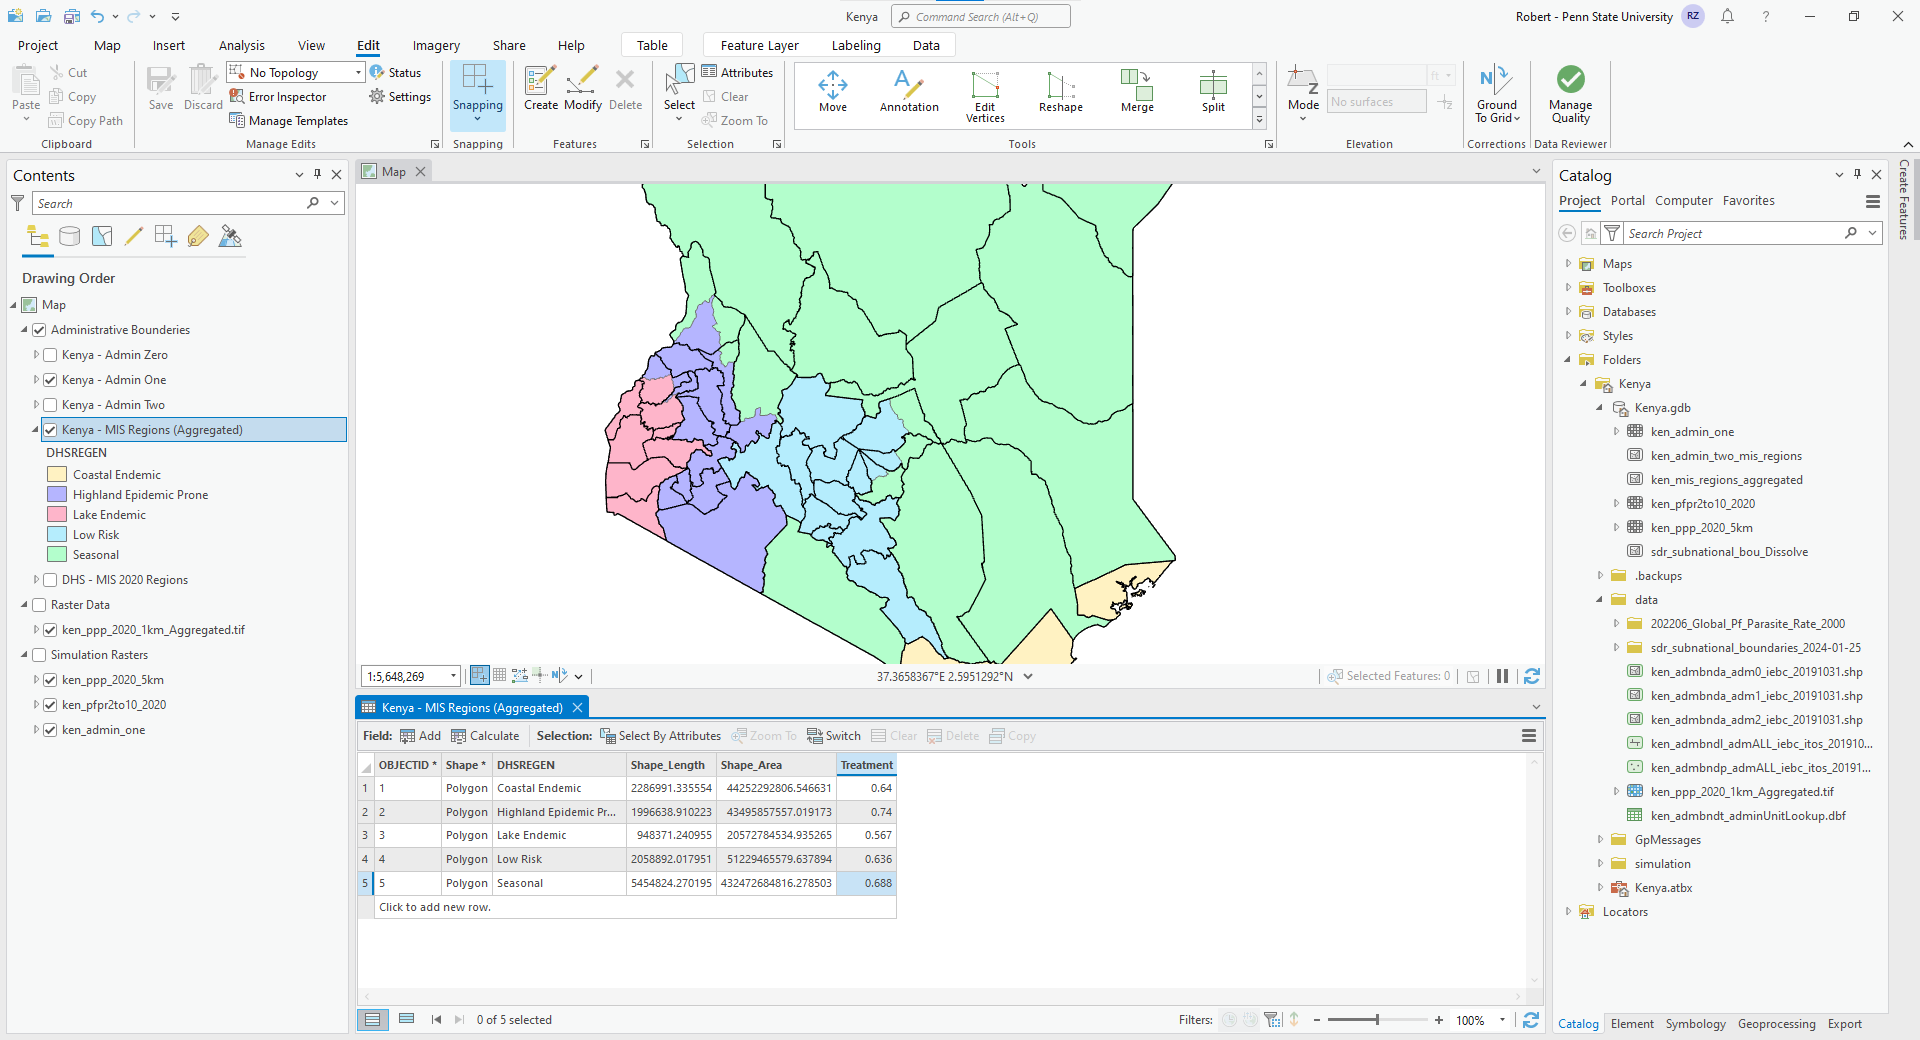 Kenya
Command Search (Alt+Q)
Robert - Penn State University
RZ
?
Project
Map
Insert
Analysis
View
Edit
Imagery
Share
Help
Table
Feature Layer
Labeling
Data
Paste
Cut
Copy
Copy Path
Clipboard
Save
Discard
No Topology
Error Inspector
Manage Templates
Status
Settings
Manage Edits
Snapping
Snapping
Create
Modify
Delete
Features
Select
Attributes
Clear
Zoom To
Selection
Move
Annotation
Edit
Vertices
Reshape
Merge
Split
Tools
Mode
ft
No surfaces
Elevation
Ground
To Grid
Corrections
Manage
Quality
Data Reviewer
Contents
Search
Drawing Order
Map
Administrative Bounderies
Kenya - Admin Zero
Kenya - Admin One
Kenya - Admin Two
Kenya - MIS Regions (Aggregated)
DHSREGEN
Coastal Endemic
Highland Epidemic Prone
Lake Endemic
Low Risk
Seasonal
DHS - MIS 2020 Regions
Raster Data
ken_ppp_2020_1km_Aggregated.tif
Simulation Rasters
ken_ppp_2020_5km
ken_pfpr2to10_2020
ken_admin_one
Map
1:5,648,269
37.3658367°E 2.5951292°N
Selected Features: 0
Kenya - MIS Regions (Aggregated)
Field: Add Calculate Selection: Select By Attributes Zoom To Switch Clear Delete Copy
OBJECTID * Shape * DHSREGEN Shape_Length Shape_Area Treatment
1 1 Polygon Coastal Endemic 2286991.335554 44252292806.546631 0.64
2 2 Polygon Highland Epidemic Pr... 1996638.910223 43495857557.019173 0.74
3 3 Polygon Lake Endemic 948371.240955 20572784534.935265 0.567
4 4 Polygon Low Risk 2058892.017951 51229465579.637894 0.636
5 5 Polygon Seasonal 5454824.270195 432472684816.278503 0.688
Click to add new row.
0 of 5 selected
Filters:
100%
Catalog
Project
Portal
Computer
Favorites
Search Project
Maps
Toolboxes
Databases
Styles
Folders
Kenya
Kenya.gdb
ken_admin_one
ken_admin_two_mis_regions
ken_mis_regions_aggregated
ken_pfpr2to10_2020
ken_ppp_2020_5km
sdr_subnational_bou_Dissolve
.backups
data
202206_Global_Pf_Parasite_Rate_2000
sdr_subnational_boundaries_2024-01-25
ken_admbnda_adm0_iebc_20191031.shp
ken_admbnda_adm1_iebc_20191031.shp
ken_admbnda_adm2_iebc_20191031.shp
ken_admbndl_admALL_iebc_itos_201910...
ken_admbndp_admALL_iebc_itos_20191...
ken_ppp_2020_1km_Aggregated.tif
ken_admbndt_adminUnitLookup.dbf
GpMessages
simulation
Kenya.atbx
Locators
Catalog
Element
Symbology
Geoprocessing
Export
Create Features